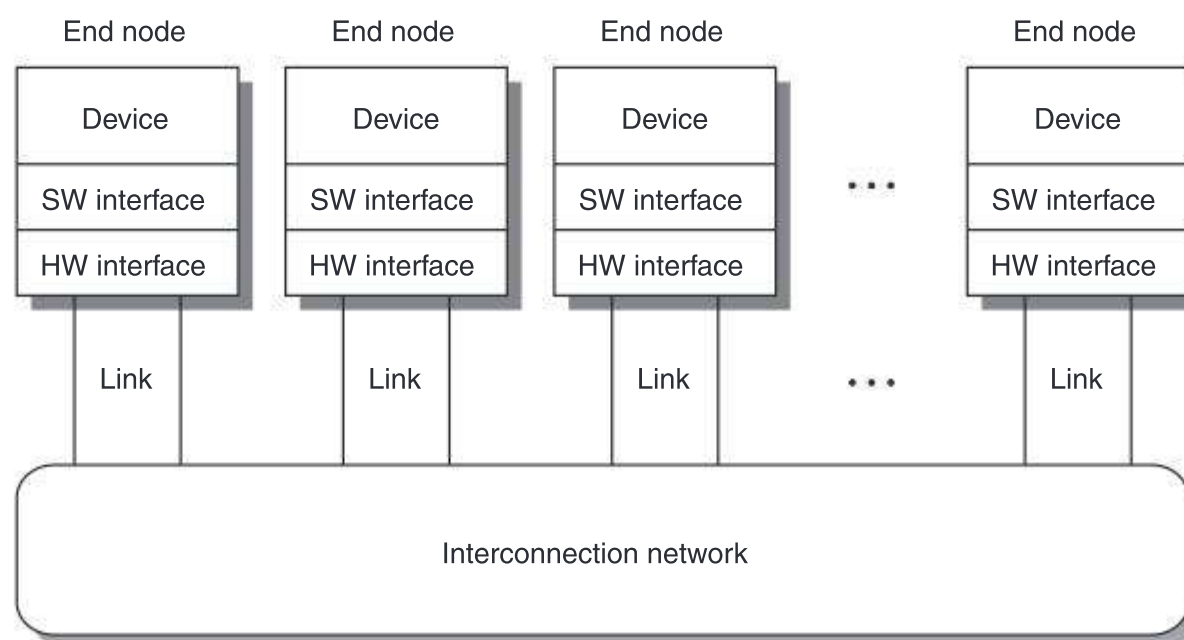 End node End node End node End node
Device Device Device Device
SW interface SW interface SW interface ... SW interface
HW interface HW interface HW interface HW interface
Link Link Link ... Link
Interconnection network